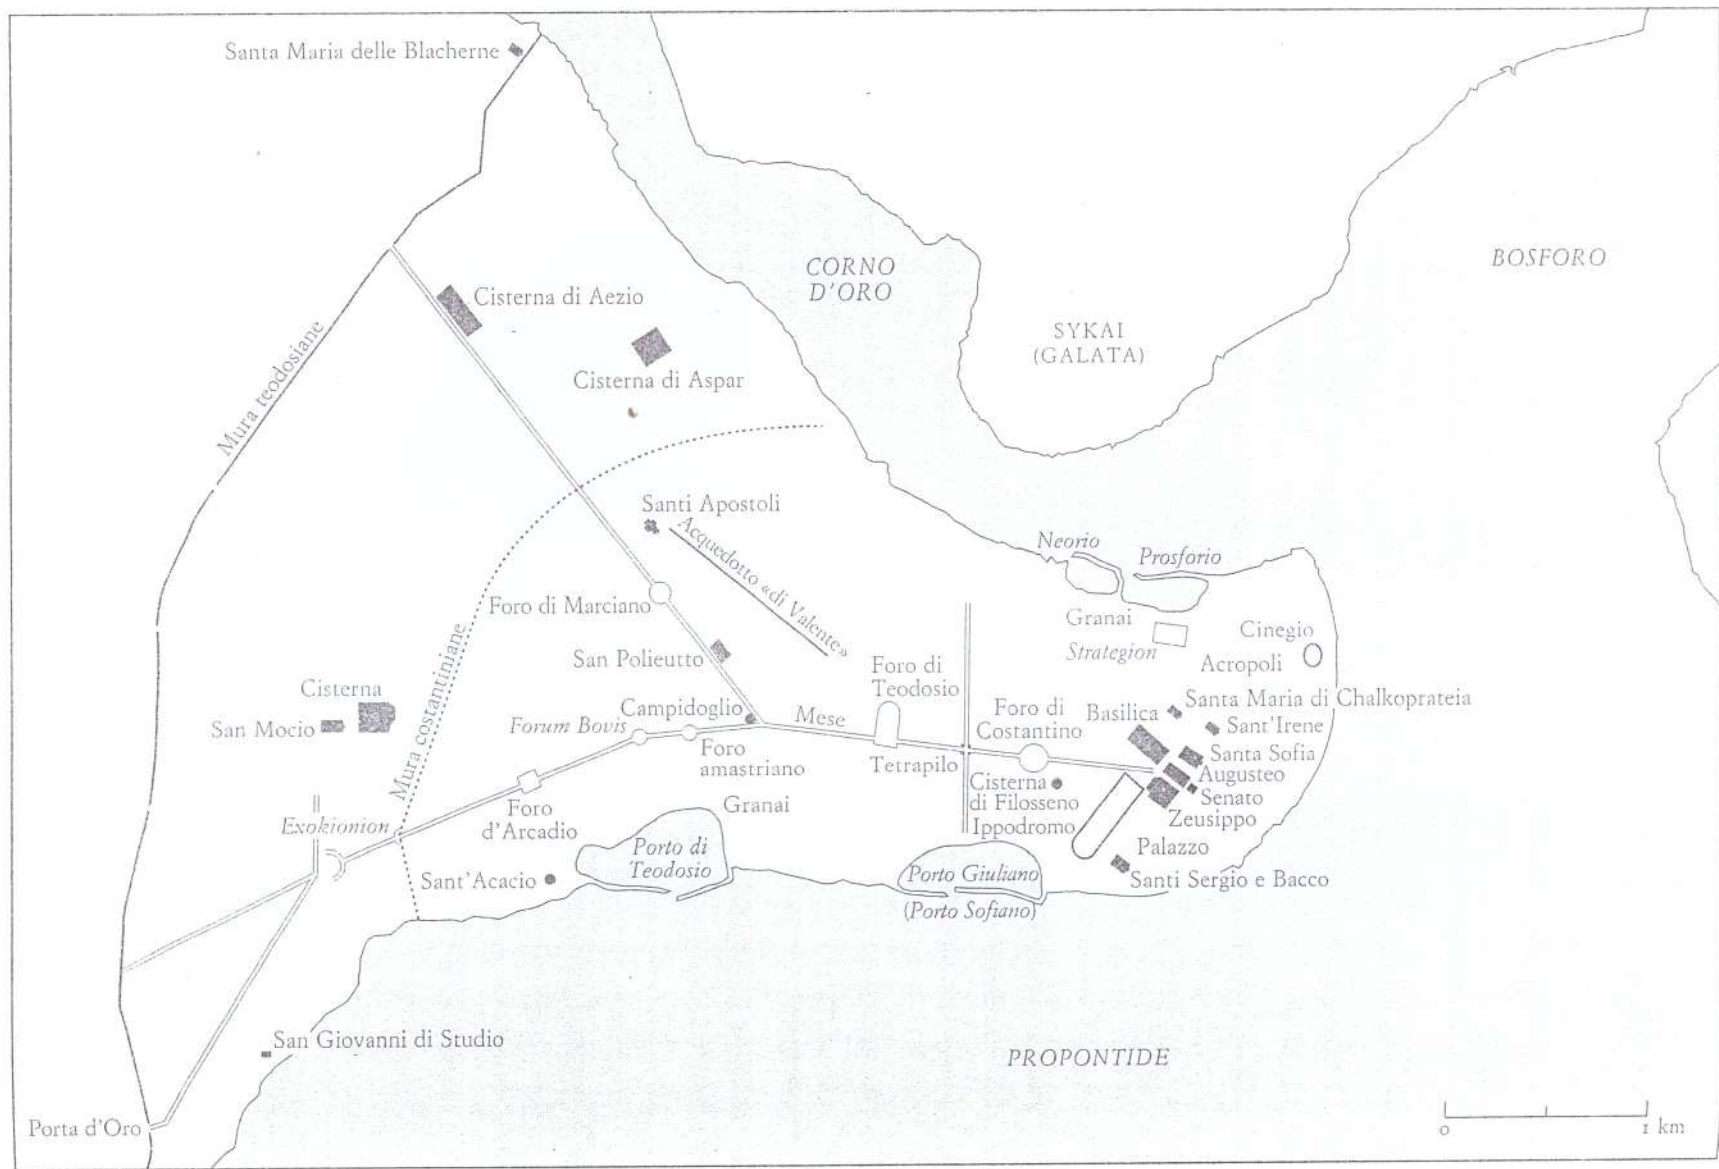 Santa Maria delle Blacherne
CORNO
D'ORO
BOSFORO
Cisterna di Aezio
SYKAI
(GALATA)
Mura teodosiane
Cisterna di Aspar
Santi Apostoli
Acquedotto «di Valente»
Neorio
Prosforio
Foro di Marciano
Granai
Strategion
Cinegio
Acropoli
San Polieutto
Foro di
Teodosio
Cisterna
San Mocio
Mura costantiniane
Campidoglio
Forum Bovis
Mese
Foro di
Costantino
Basilica
Santa Maria di Chalkoprateia
Sant'Irene
Santa Sofia
Augusteo
Senato
Zeusippo
Foro
amastriano
Tetrapilo
Cisterna
di Filosseno
Ippodromo
Exokionion
Foro
d'Arcadio
Granai
Palazzo
Santi Sergio e Bacco
Sant'Acacio
Porto di
Teodosio
Porto Giuliano
(Porto Sofiano)
San Giovanni di Studio
PROPONTIDE
Porta d'Oro
0 1 km